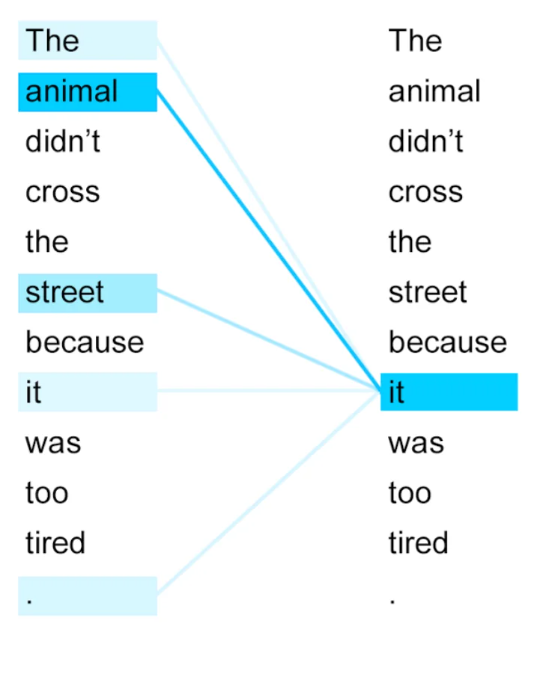 The The
animal animal
didn’t didn’t
cross cross
the the
street street
because because
it it
was was
too too
tired tired
. .